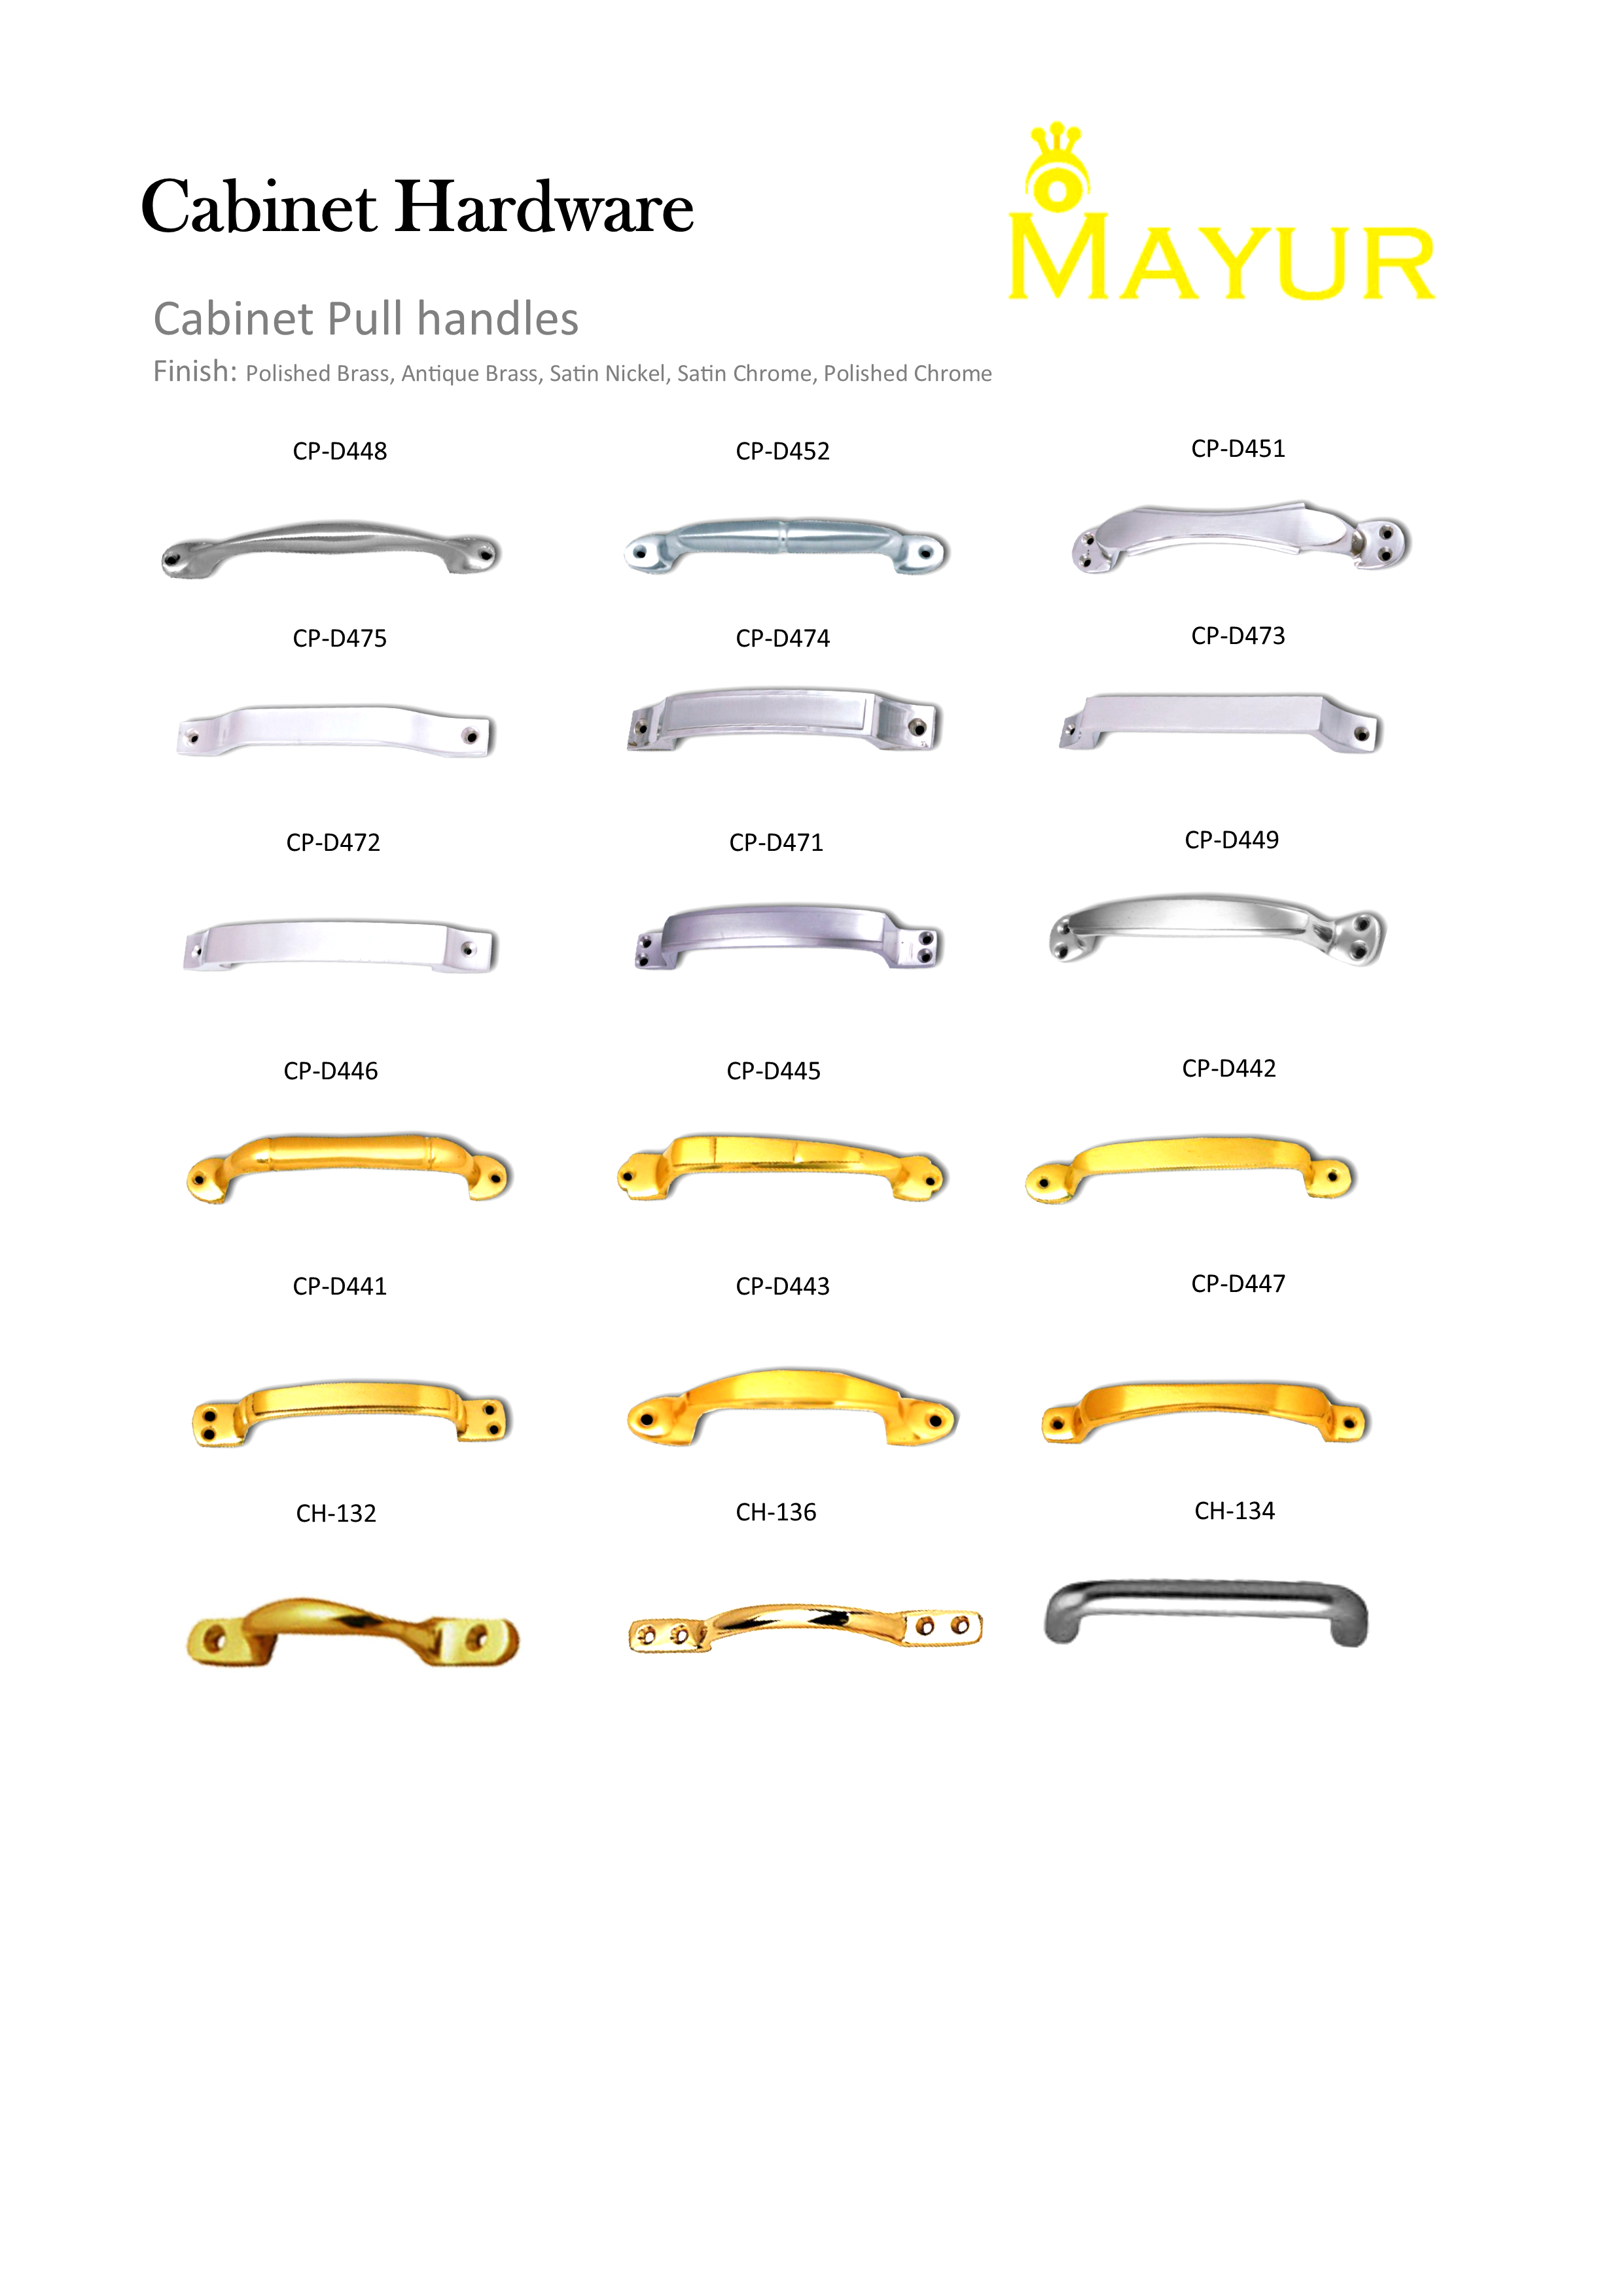 Cabinet Hardware
MAYUR
Cabinet Pull handles
Finish: Polished Brass, Antique Brass, Satin Nickel, Satin Chrome, Polished Chrome
CP-D448 CP-D452 CP-D451
CP-D475 CP-D474 CP-D473
CP-D472 CP-D471 CP-D449
CP-D446 CP-D445 CP-D442
CP-D441 CP-D443 CP-D447
CH-132 CH-136 CH-134